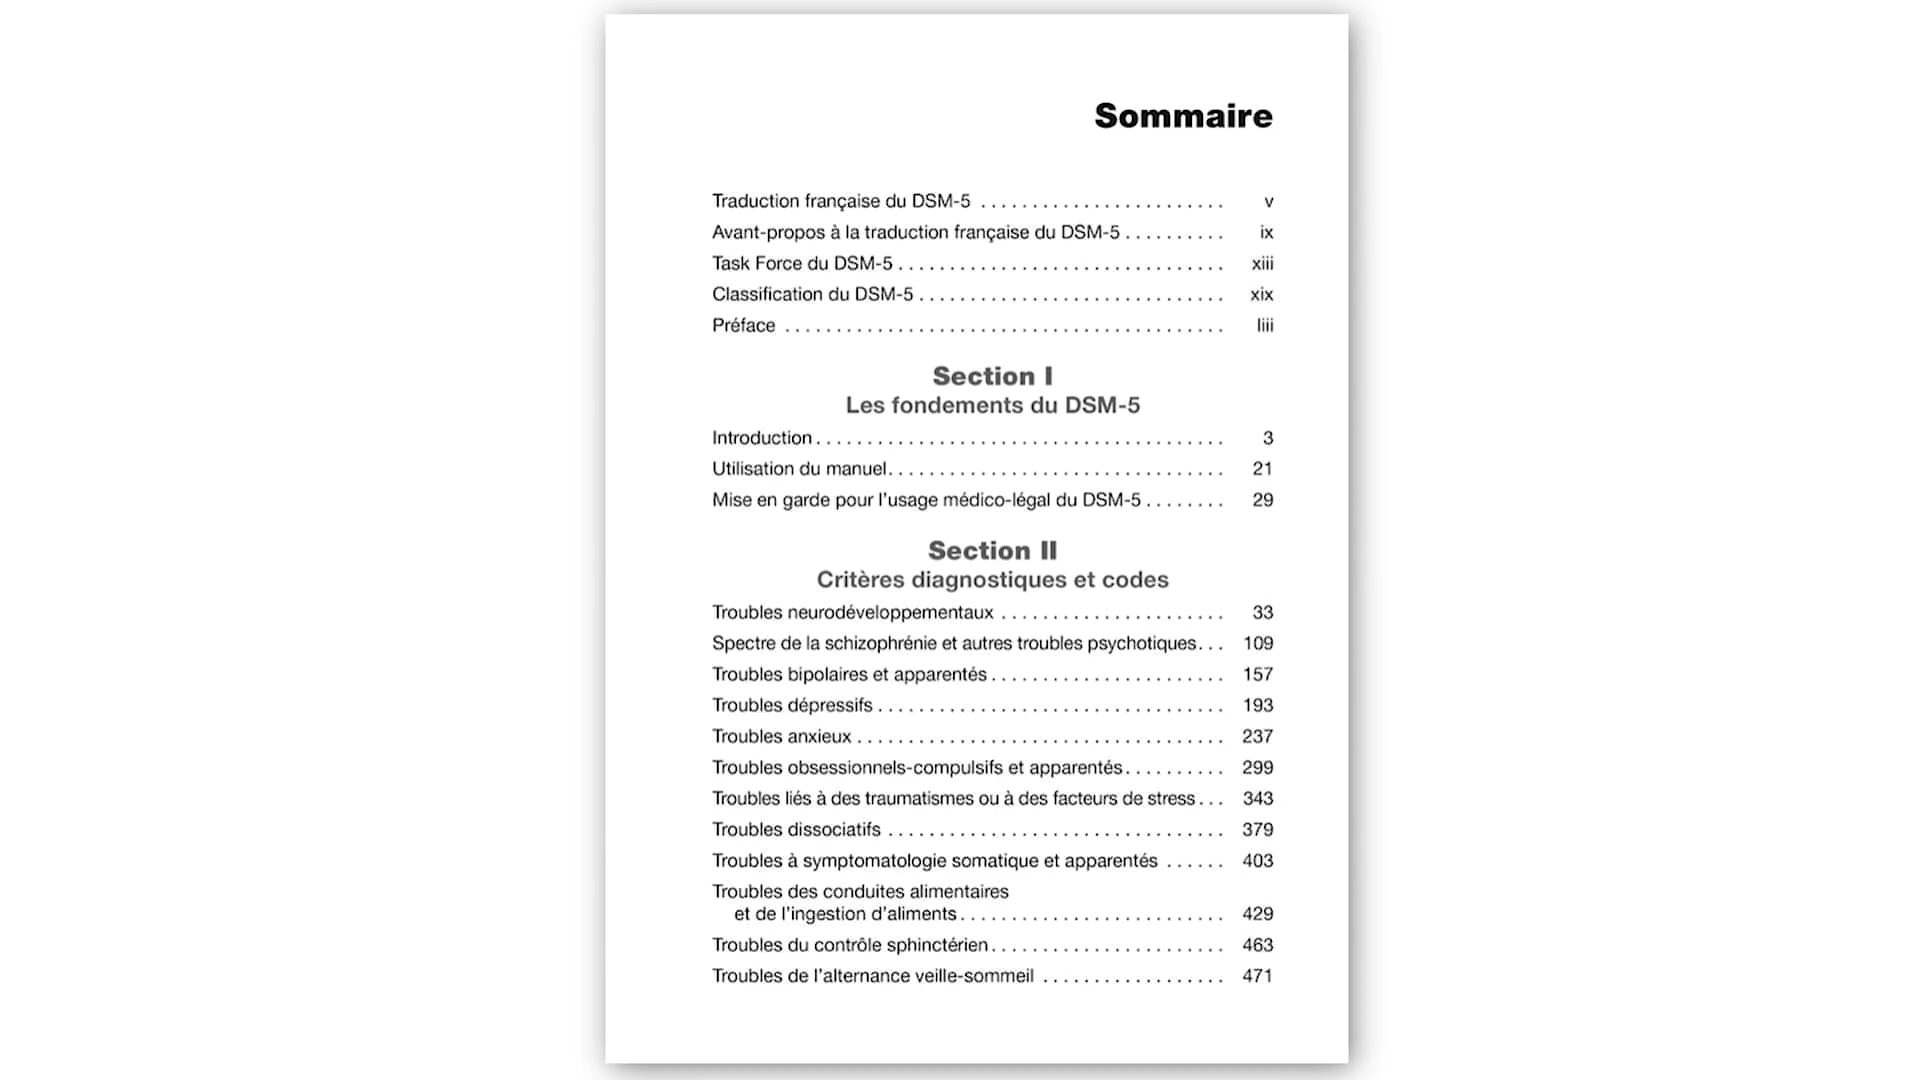 Sommaire
Traduction française du DSM-5 . . . . . . . . . . . . . . . . . . . . . . . . v
Avant-propos à la traduction française du DSM-5 . . . . . . . . . . ix
Task Force du DSM-5 . . . . . . . . . . . . . . . . . . . . . . . . . . . . . . . . xiii
Classification du DSM-5 . . . . . . . . . . . . . . . . . . . . . . . . . . . . . . xix
Préface . . . . . . . . . . . . . . . . . . . . . . . . . . . . . . . . . . . . . . . . . . . liii
Section I
Les fondements du DSM-5
Introduction . . . . . . . . . . . . . . . . . . . . . . . . . . . . . . . . . . . . . . . . 3
Utilisation du manuel. . . . . . . . . . . . . . . . . . . . . . . . . . . . . . . . . 21
Mise en garde pour l’usage médico-légal du DSM-5 . . . . . . . . 29
Section II
Critères diagnostiques et codes
Troubles neurodéveloppementaux . . . . . . . . . . . . . . . . . . . . . . 33
Spectre de la schizophrénie et autres troubles psychotiques. . . 109
Troubles bipolaires et apparentés . . . . . . . . . . . . . . . . . . . . . . . 157
Troubles dépressifs . . . . . . . . . . . . . . . . . . . . . . . . . . . . . . . . . . 193
Troubles anxieux . . . . . . . . . . . . . . . . . . . . . . . . . . . . . . . . . . . . 237
Troubles obsessionnels-compulsifs et apparentés. . . . . . . . . . 299
Troubles liés à des traumatismes ou à des facteurs de stress . . . 343
Troubles dissociatifs . . . . . . . . . . . . . . . . . . . . . . . . . . . . . . . . . 379
Troubles à symptomatologie somatique et apparentés . . . . . . 403
Troubles des conduites alimentaires
et de l’ingestion d’aliments . . . . . . . . . . . . . . . . . . . . . . . . . . 429
Troubles du contrôle sphinctérien . . . . . . . . . . . . . . . . . . . . . . . 463
Troubles de l’alternance veille-sommeil . . . . . . . . . . . . . . . . . . 471